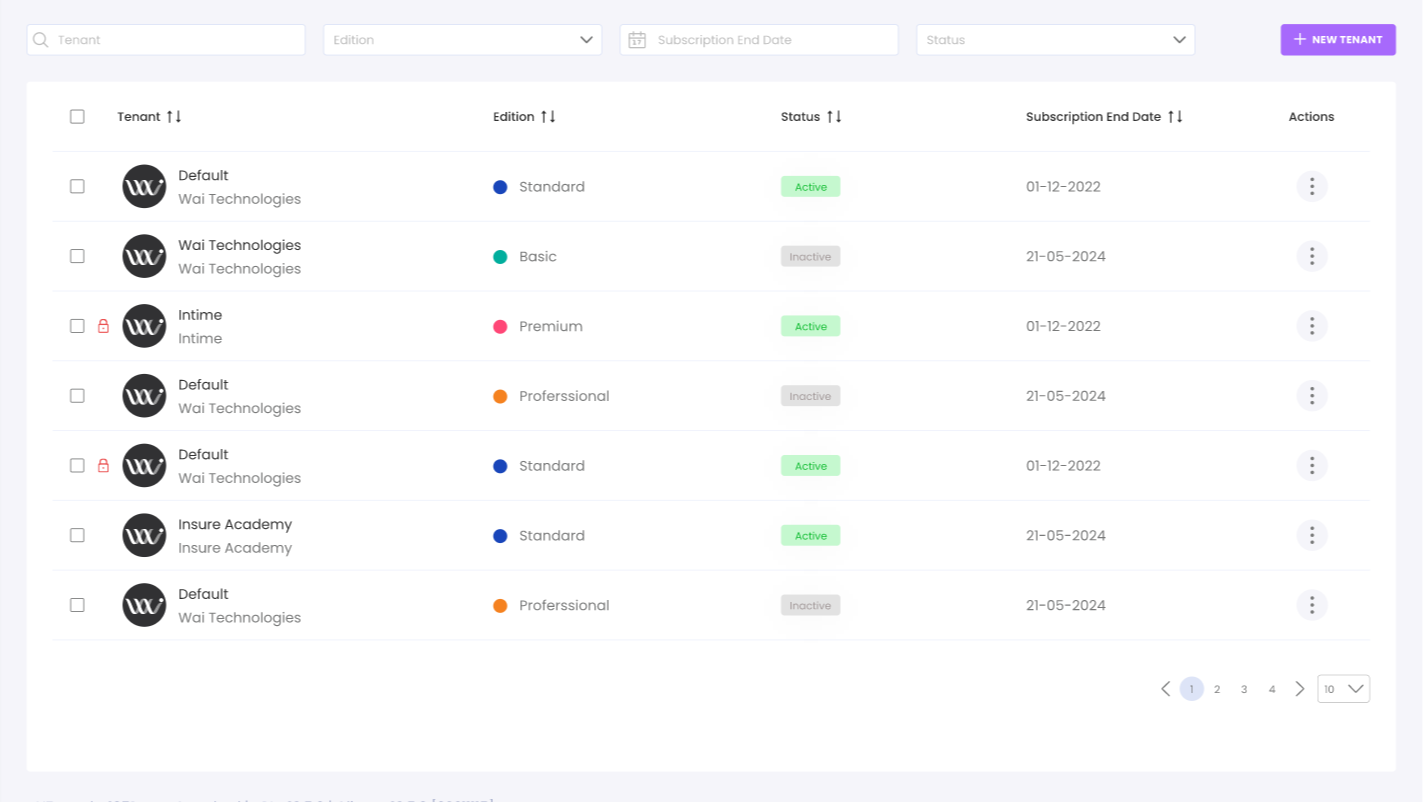 Tenant Edition 17 Subscription End Date Status NEW TENANT
Tenant Edition Status Subscription End Date Actions
Default
Wai Technologies
Standard Active 01-12-2022
Wai Technologies
Wai Technologies
Basic Inactive 21-05-2024
Intime
Intime
Premium Active 01-12-2022
Default
Wai Technologies
Proferssional Inactive 21-05-2024
Default
Wai Technologies
Standard Active 01-12-2022
Insure Academy
Insure Academy
Standard Active 21-05-2024
Default
Wai Technologies
Proferssional Inactive 21-05-2024
1 2 3 4 10